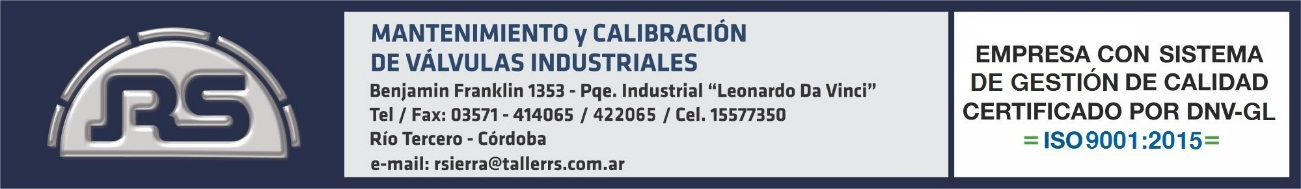 RS
MANTENIMIENTO y CALIBRACIÓN
DE VÁLVULAS INDUSTRIALES
Benjamin Franklin 1353 - Pqe. Industrial “Leonardo Da Vinci”
Tel / Fax: 03571 - 414065 / 422065 / Cel. 15577350
Río Tercero - Córdoba
e-mail: rsierra@tallerrs.com.ar
EMPRESA CON SISTEMA
DE GESTIÓN DE CALIDAD
CERTIFICADO POR DNV-GL
=ISO9001:2015=